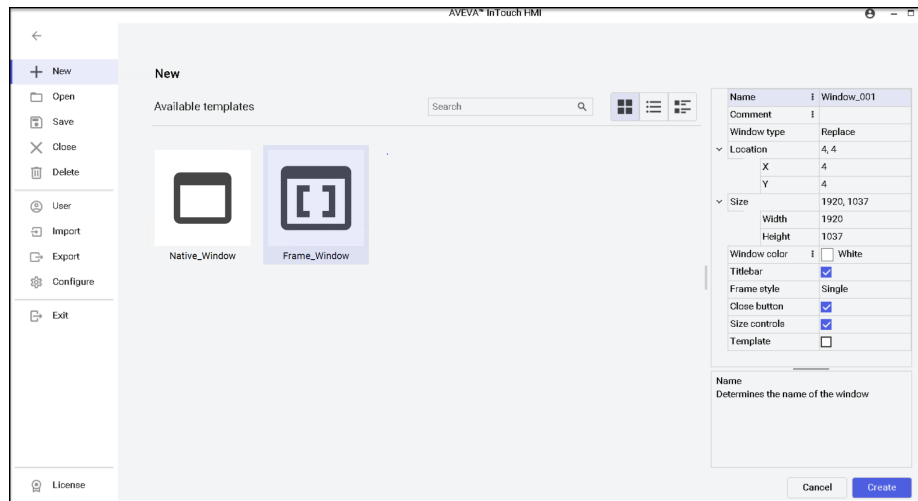 AVEVA™ InTouch HMI
New
Open
Save
Close
Delete
User
Import
Export
Configure
Exit
License
New
Available templates
Search
Native_Window
Frame_Window
Name Window_001
Comment
Window type Replace
Location 4, 4
X 4
Y 4
Size 1920, 1037
Width 1920
Height 1037
Window color White
Titlebar
Frame style Single
Close button
Size controls
Template
Name
Determines the name of the window
Cancel Create